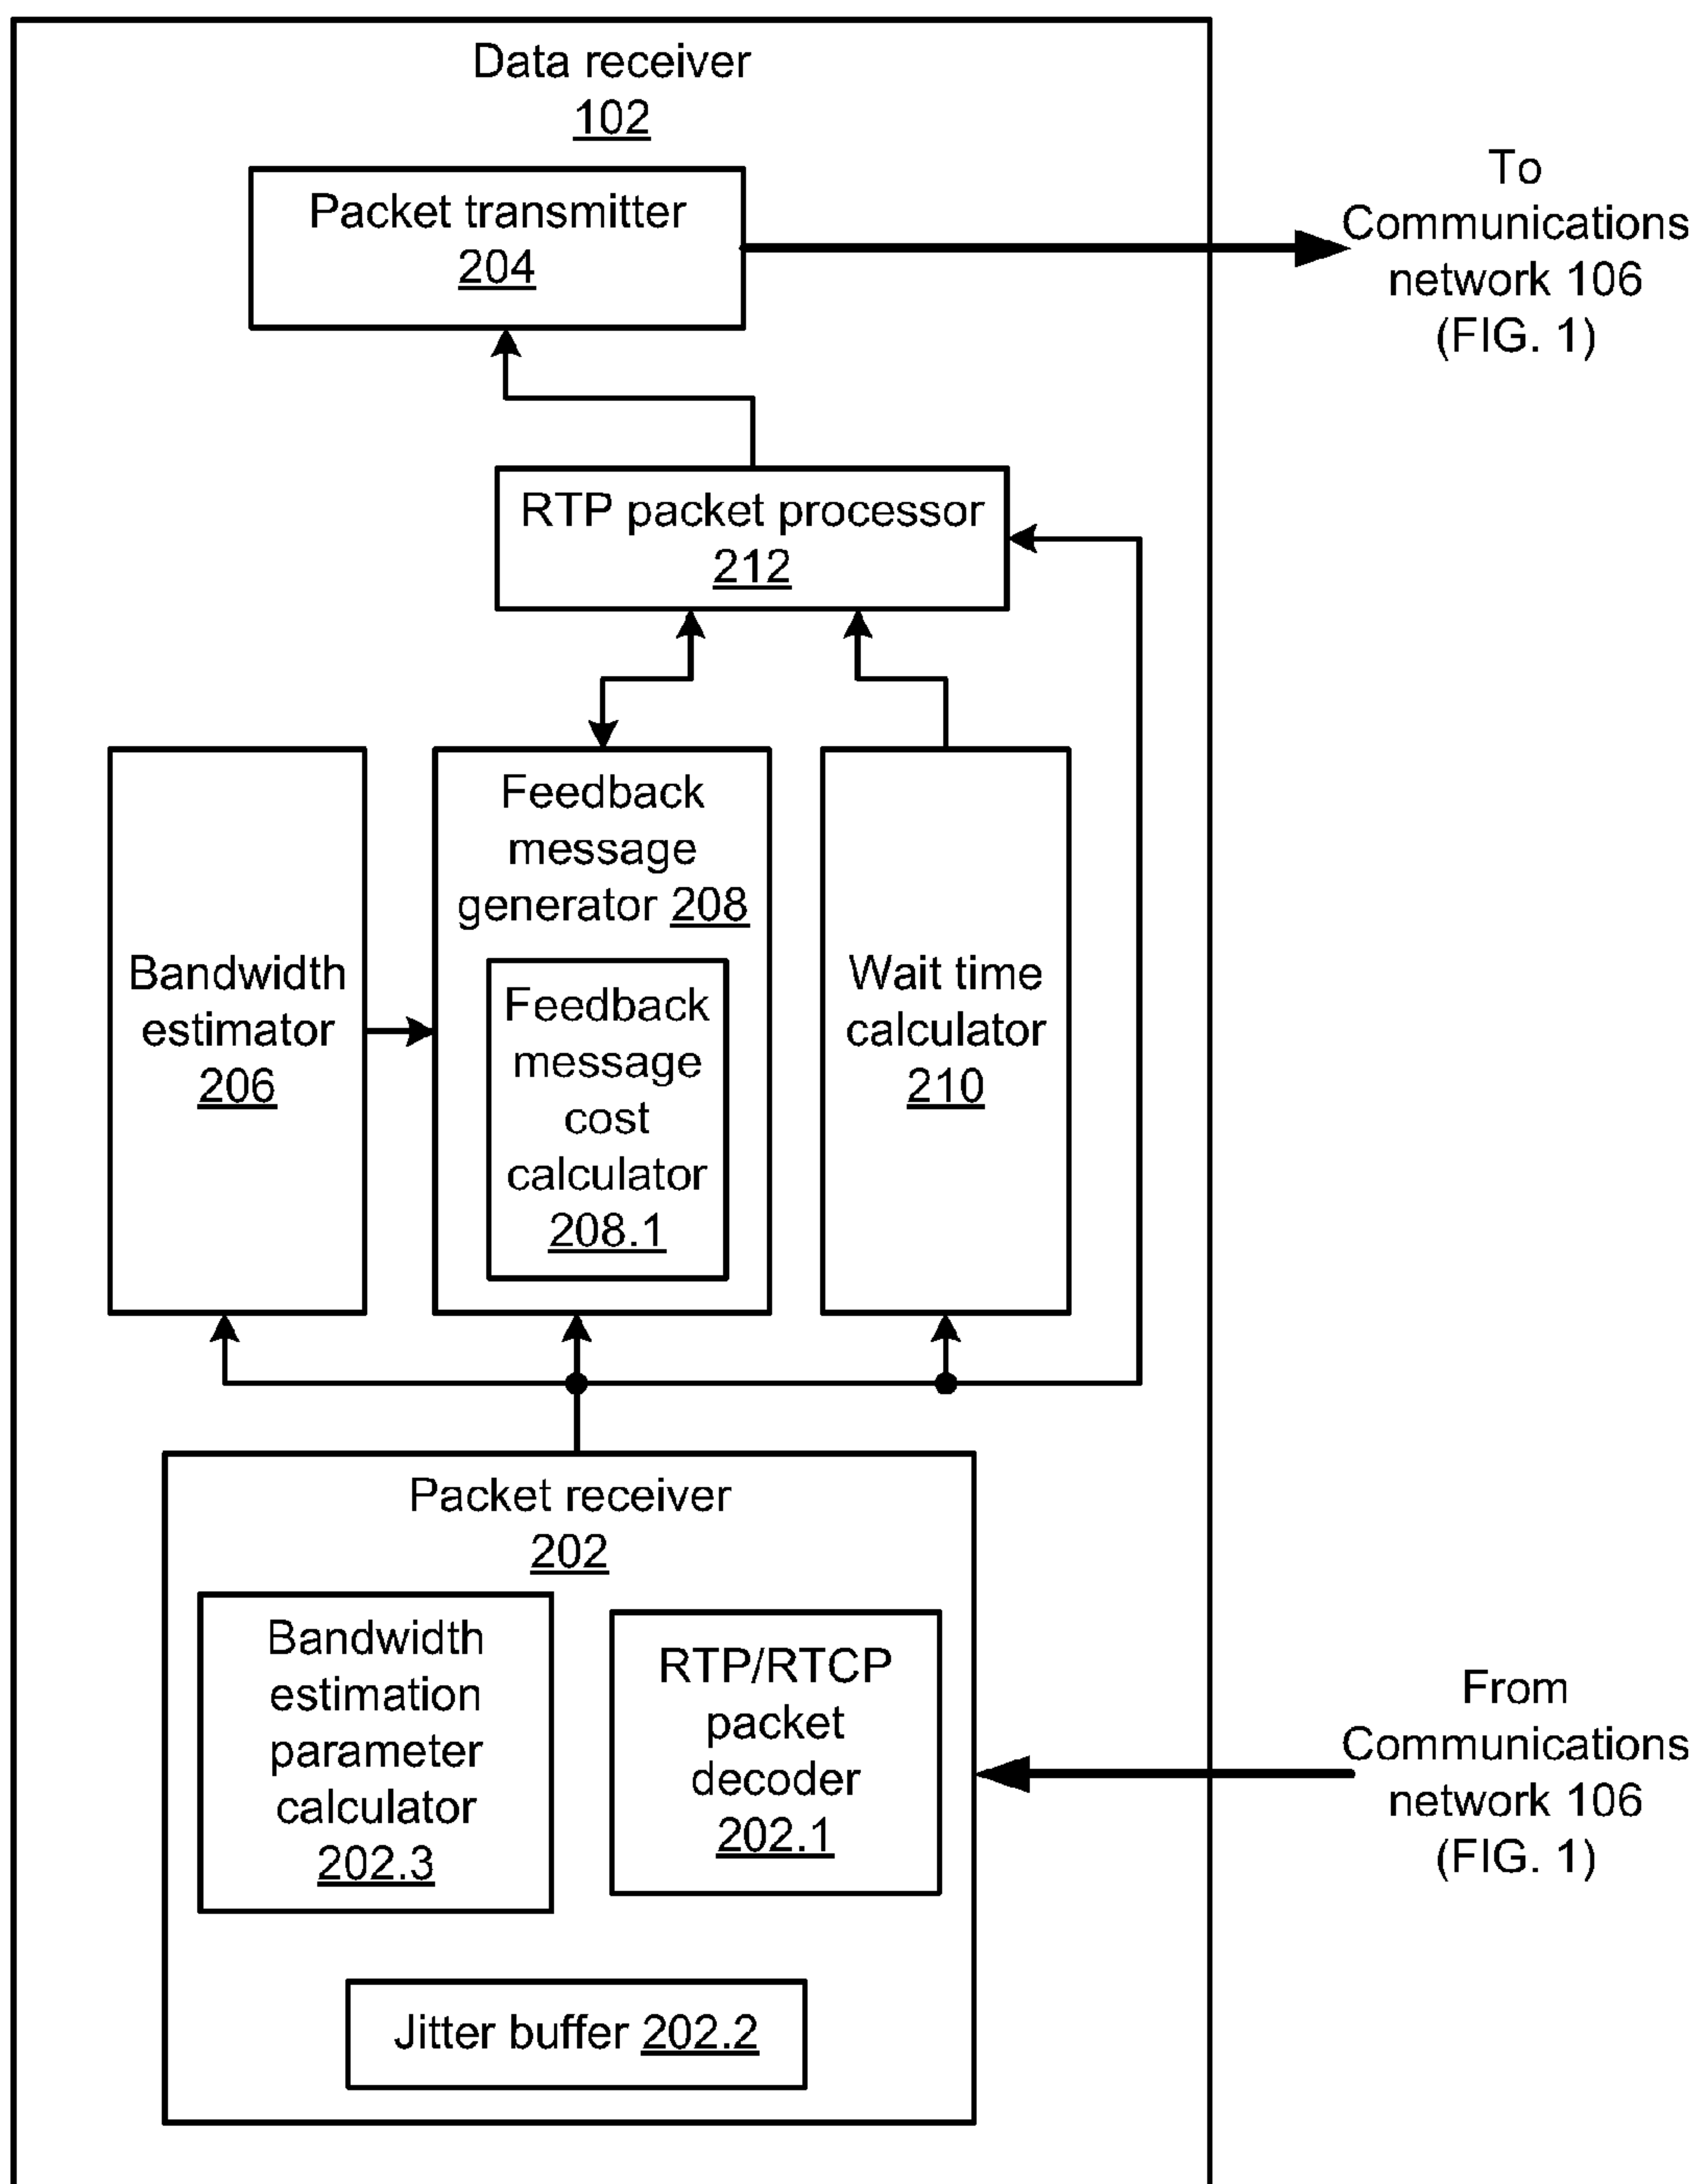 Data receiver
102
Packet transmitter
204
To
Communications
network 106
(FIG. 1)
RTP packet processor
212
Bandwidth
estimator
206
Feedback
message
generator 208
Feedback
message
cost
calculator
208.1
Wait time
calculator
210
Packet receiver
202
Bandwidth
estimation
parameter
calculator
202.3
RTP/RTCP
packet
decoder
202.1
Jitter buffer 202.2
From
Communications
network 106
(FIG. 1)